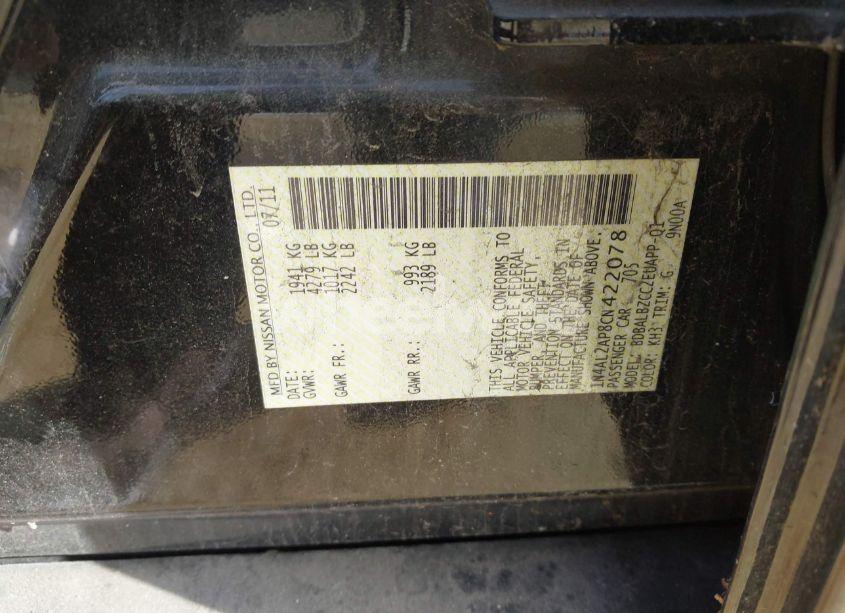 MFD BY NISSAN MOTOR CO., LTD.
DATE: 07/11
GVWR: 1941 KG
4279 LB
GAWR FR.: 1017 KG
2242 LB
GAWR RR.: 993 KG
2189 LB
THIS VEHICLE CONFORMS TO
ALL APPLICABLE FEDERAL
MOTOR VEHICLE SAFETY,
BUMPER, AND THEFT
PREVENTION STANDARDS IN
EFFECT ON THE DATE OF
MANUFACTURE SHOWN ABOVE.
1N4AL2AP8CN422078
PASSENGER CAR /05
MODEL: BDBALBZCCZEUAPP-Q1
COLOR: KH3 TRIM: G 9N00A